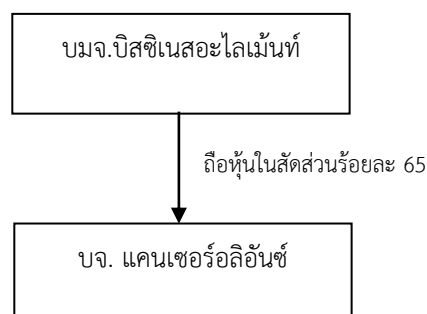 บมจ.บิสซิเนสอะไลเม้นท์
ถือหุ้นในสัดส่วนร้อยละ 65
บจ. แคนเซอร์อลิอันซ์